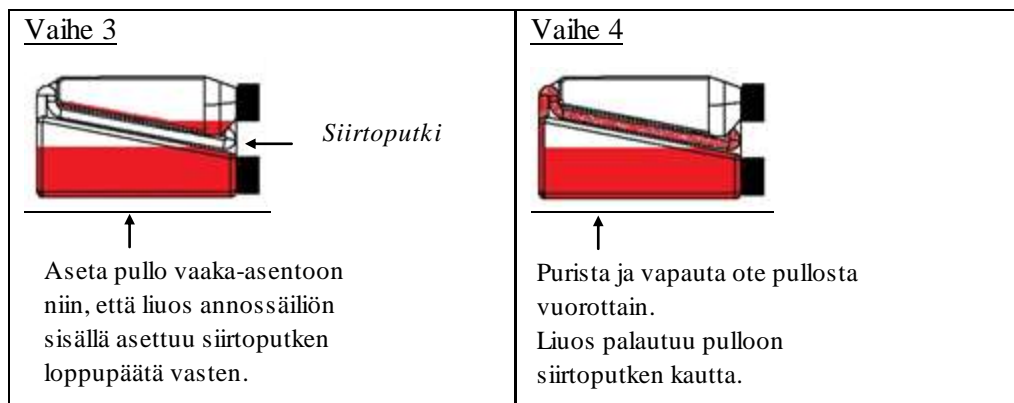 Vaihe 3
Siirtoputki
Aseta pullo vaaka-asentoon
niin, että liuos annossäiliön
sisällä asettuu siirtoputken
loppupäätä vasten.
Vaihe 4
Purista ja vapauta ote pullosta
vuorottain.
Liuos palautuu pulloon
siirtoputken kautta.